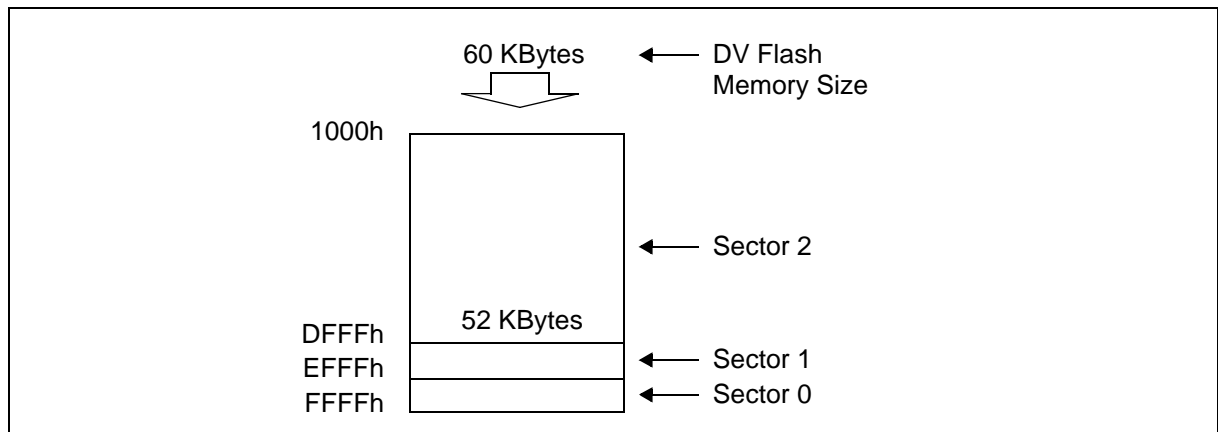 60 KBytes
DV Flash
Memory Size
1000h
Sector 2
52 KBytes
DFFFh
EFFFh
Sector 1
FFFFh
Sector 0